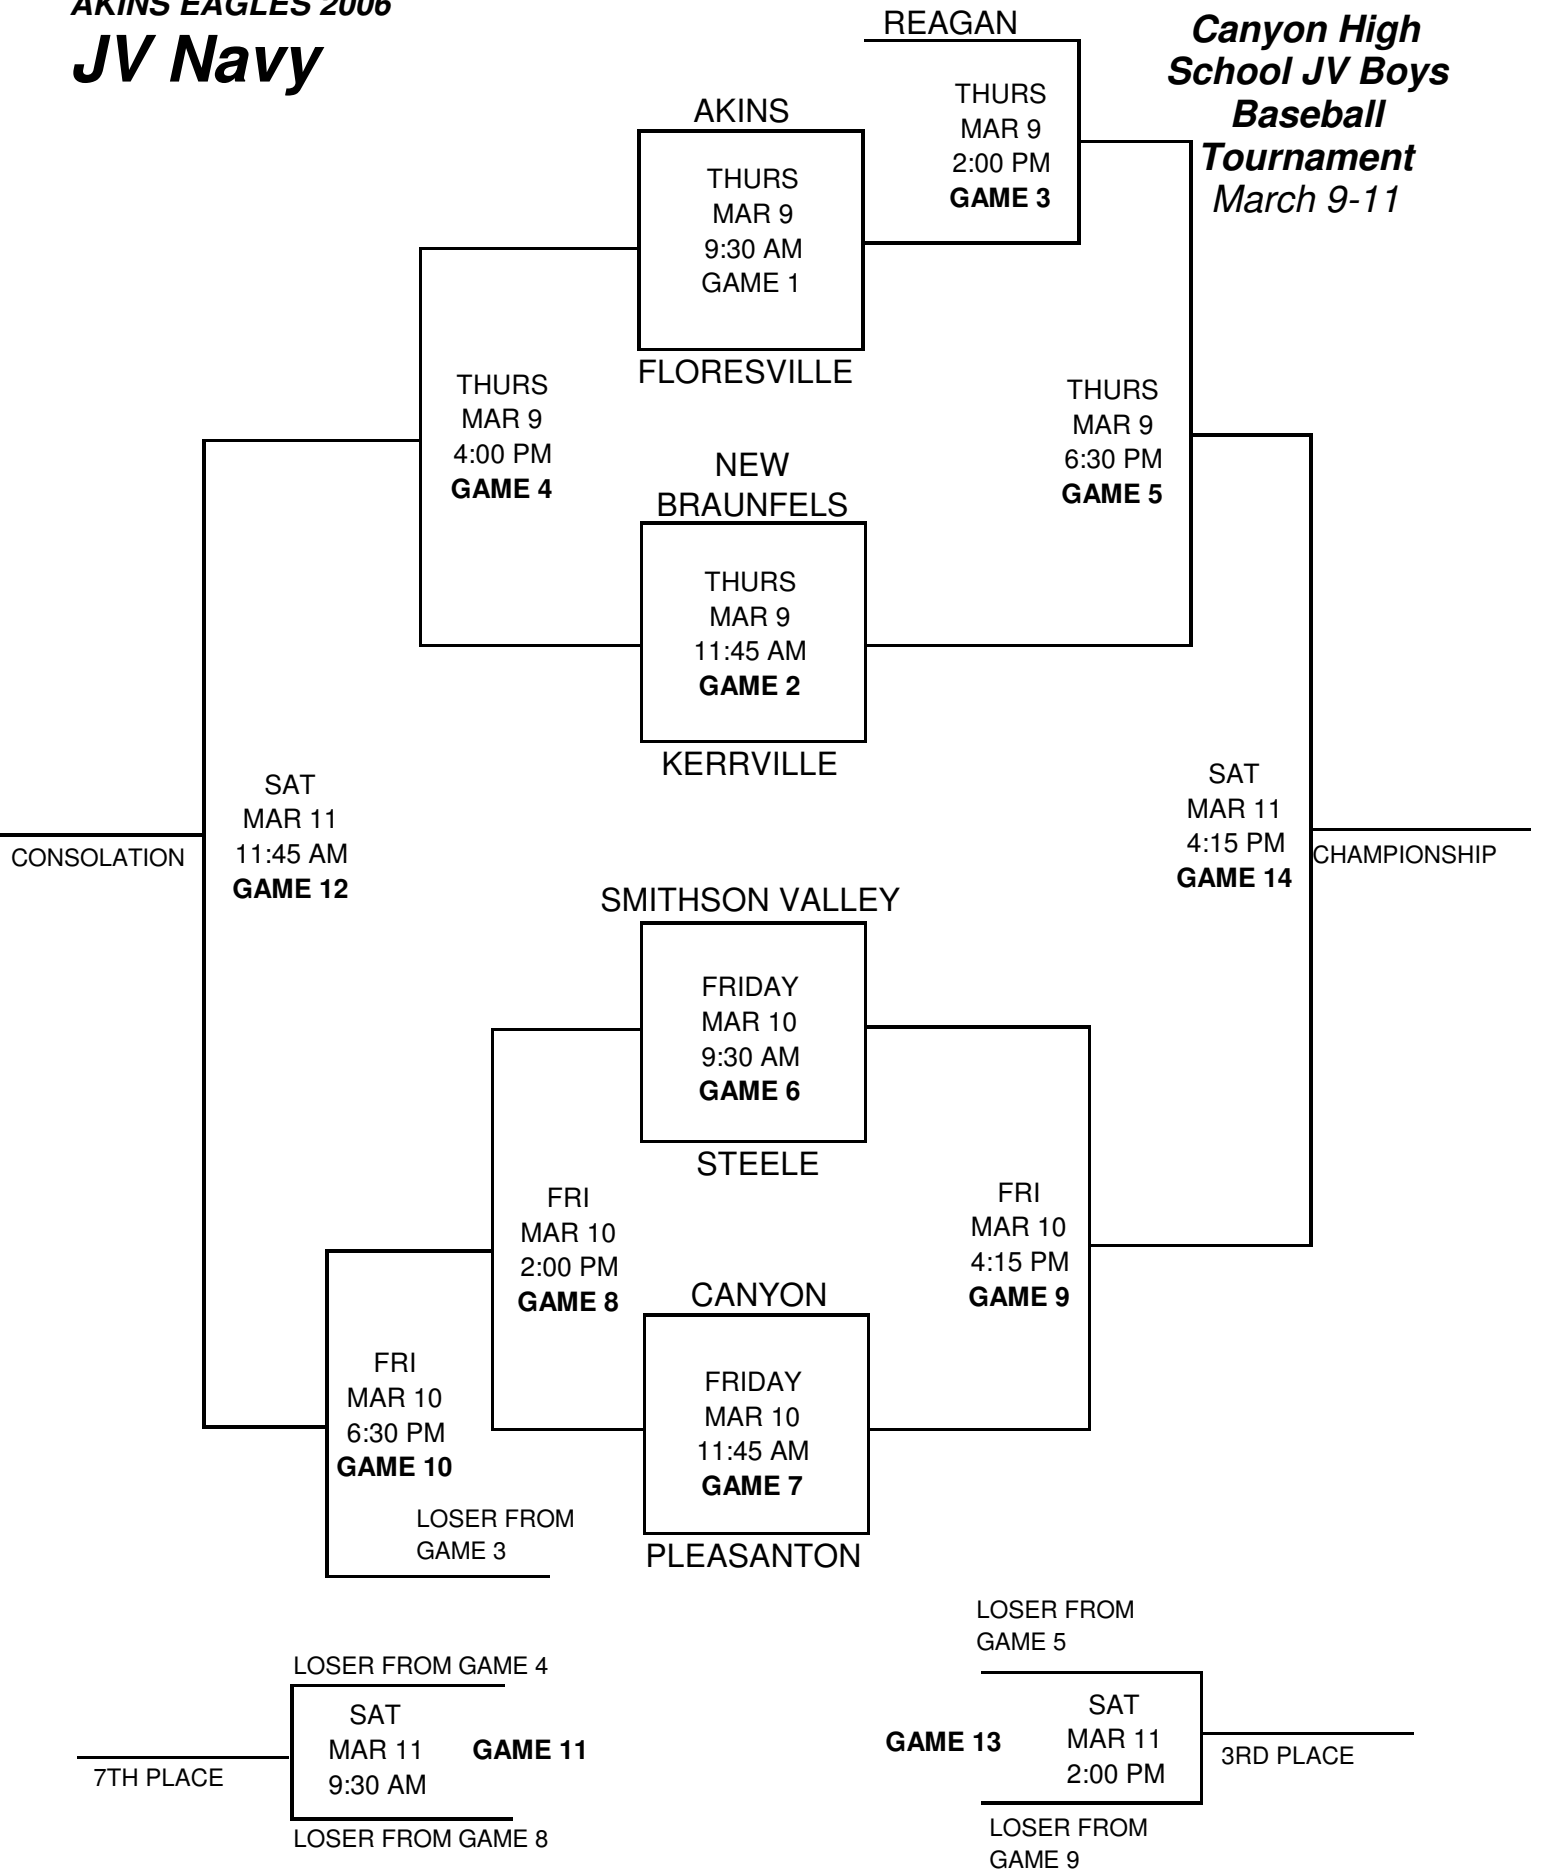 AKINS EAGLES 2006
JV Navy
Canyon High
School JV Boys
Baseball
Tournament
March 9-11
REAGAN
THURS
MAR 9
2:00 PM
GAME 3
AKINS
THURS
MAR 9
9:30 AM
GAME 1
FLORESVILLE
THURS
MAR 9
4:00 PM
GAME 4
THURS
MAR 9
6:30 PM
GAME 5
NEW
BRAUNFELS
THURS
MAR 9
11:45 AM
GAME 2
KERRVILLE
SAT
MAR 11
11:45 AM
GAME 12
CONSOLATION
SAT
MAR 11
4:15 PM
GAME 14
CHAMPIONSHIP
SMITHSON VALLEY
FRIDAY
MAR 10
9:30 AM
GAME 6
STEELE
FRI
MAR 10
2:00 PM
GAME 8
FRI
MAR 10
4:15 PM
GAME 9
CANYON
FRIDAY
MAR 10
11:45 AM
GAME 7
PLEASANTON
FRI
MAR 10
6:30 PM
GAME 10
LOSER FROM
GAME 3
LOSER FROM GAME 4
SAT
MAR 11
9:30 AM
GAME 11
7TH PLACE
LOSER FROM GAME 8
LOSER FROM
GAME 5
GAME 13
SAT
MAR 11
2:00 PM
3RD PLACE
LOSER FROM
GAME 9